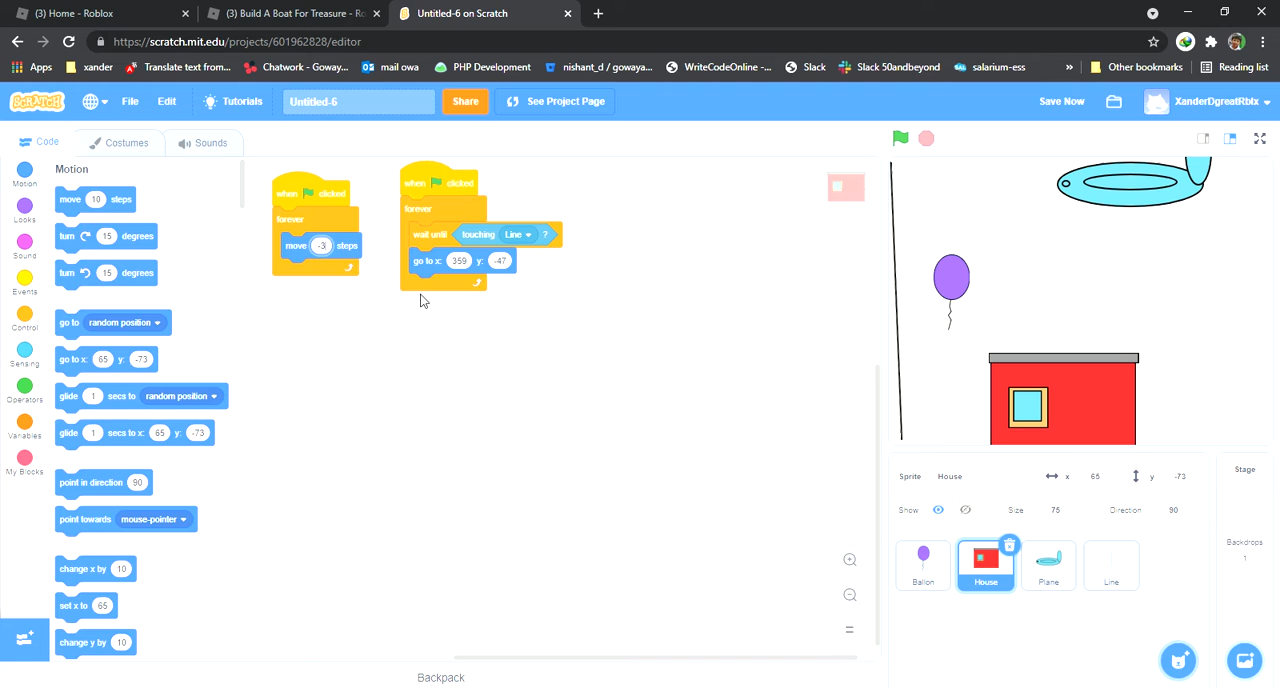 (3) Home - Roblox
(3) Build A Boat For Treasure - Ro
Untitled-6 on Scratch
https://scratch.mit.edu/projects/601962828/editor
Apps
xander
Translate text from...
Chatwork - Goway...
mail owa
PHP Development
nishant_d / gowaya...
WriteCodeOnline -...
Slack
Slack 50andbeyond
salarium-ess
»
Other bookmarks
Reading list
SCRATCH
File
Edit
Tutorials
Untitled-6
Share
See Project Page
Save Now
XanderDgreatRblx
Code
Costumes
Sounds
Motion
Looks
Sound
Events
Control
Sensing
Operators
Variables
My Blocks
Motion
move 10 steps
turn 15 degrees
turn 15 degrees
go to random position
go to x: 65 y: -73
glide 1 secs to random position
glide 1 secs to x: 65 y: -73
point in direction 90
point towards mouse-pointer
change x by 10
set x to 65
change y by 10
when clicked
forever
move -3 steps
when clicked
forever
wait until touching Line ?
go to x: 359 y: -47
Backpack
Sprite House x 65 y -73
Show Size 75 Direction 90
Ballon
House
Plane
Line
Stage
Backdrops
1